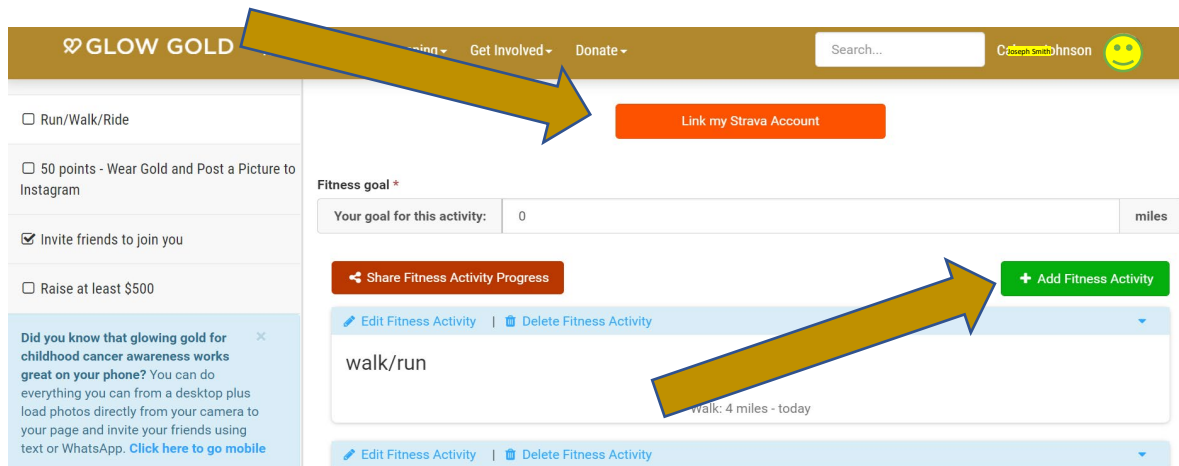 GLOW GOLD
Get Involved
Donate
Search...
Joseph Smith
hnson
Run/Walk/Ride
50 points - Wear Gold and Post a Picture to
Instagram
Invite friends to join you
Raise at least $500
Did you know that glowing gold for
childhood cancer awareness works
great on your phone? You can do
everything you can from a desktop plus
load photos directly from your camera to
your page and invite your friends using
text or WhatsApp. Click here to go mobile
Link my Strava Account
Fitness goal *
Your goal for this activity: 0 miles
Share Fitness Activity Progress
+ Add Fitness Activity
Edit Fitness Activity | Delete Fitness Activity
walk/run
Walk: 4 miles - today
Edit Fitness Activity | Delete Fitness Activity